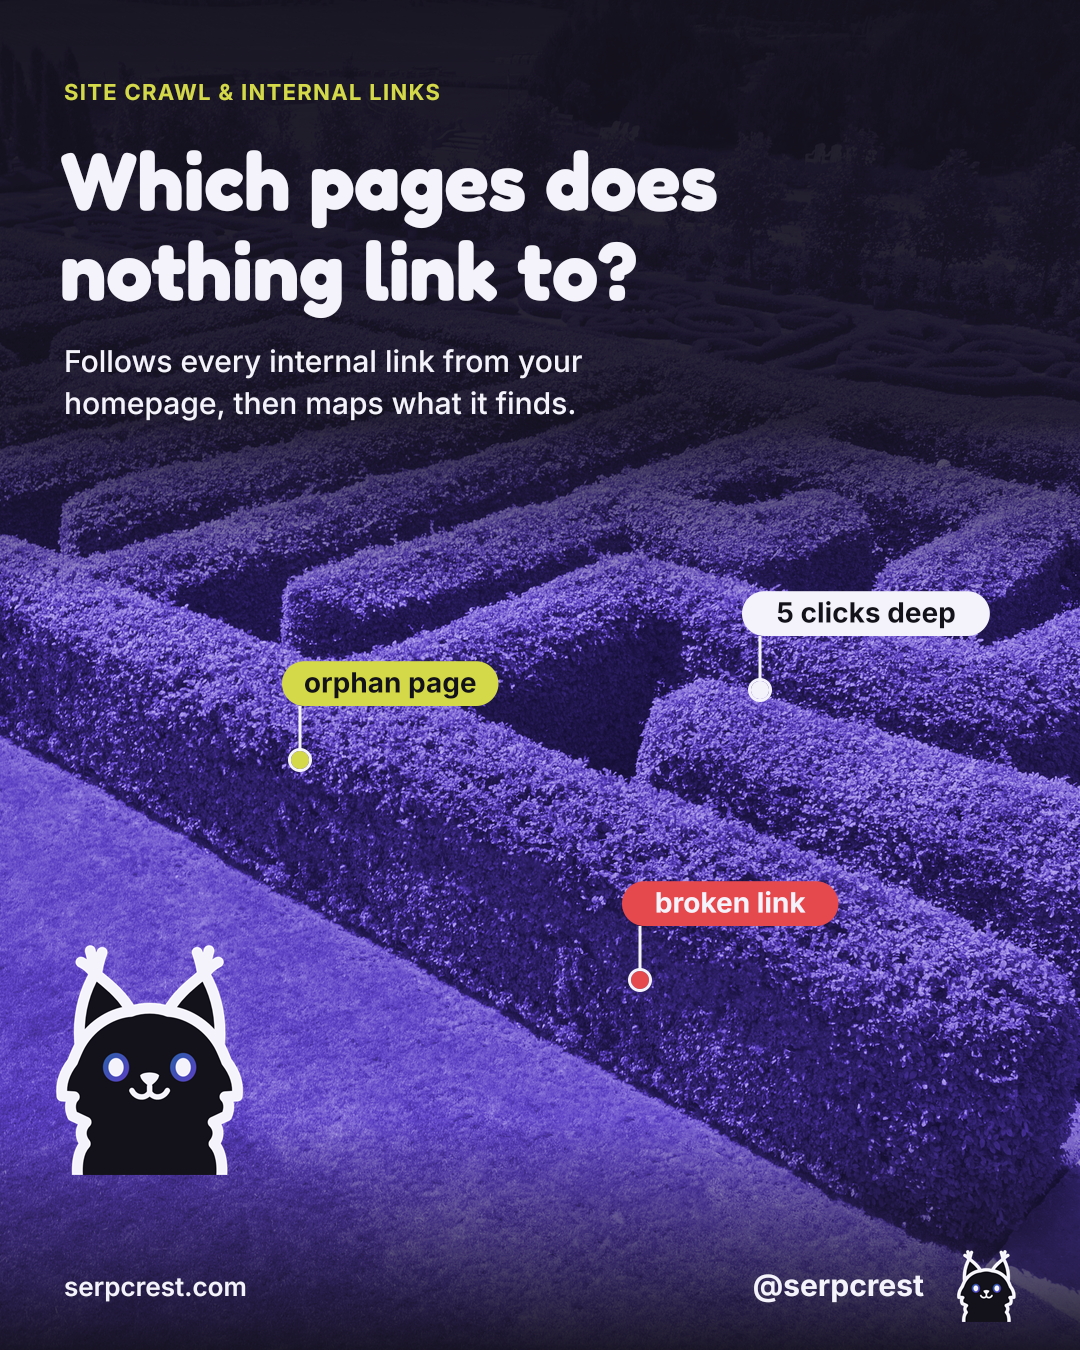 SITE CRAWL & INTERNAL LINKS
Which pages does
nothing link to?
Follows every internal link from your
homepage, then maps what it finds.
5 clicks deep
orphan page
broken link
serpcrest.com
@serpcrest